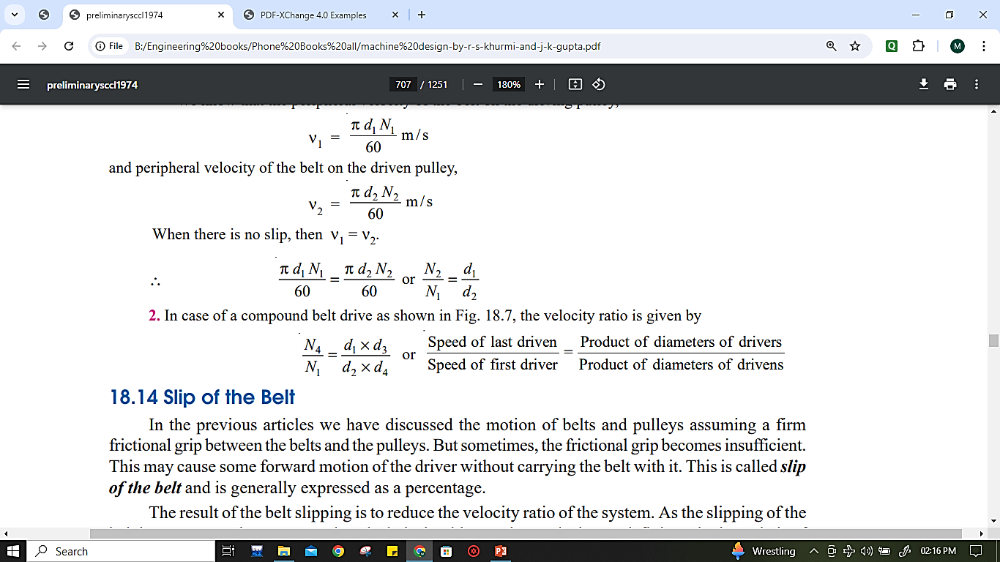 preliminarysccl1974
PDF-XChange 4.0 Examples
File
B:/Engineering%20books/Phone%20Books%20all/machine%20design-by-r-s-khurmi-and-j-k-gupta.pdf
Q
M
preliminarysccl1974
707 / 1251
180%
ν₁ = π d₁ N₁ / 60 m/s
and peripheral velocity of the belt on the driven pulley,
ν₂ = π d₂ N₂ / 60 m/s
When there is no slip, then ν₁ = ν₂.
∴ π d₁ N₁ / 60 = π d₂ N₂ / 60 or N₂ / N₁ = d₁ / d₂
2. In case of a compound belt drive as shown in Fig. 18.7, the velocity ratio is given by
N₄ / N₁ = d₁ × d₃ / d₂ × d₄ or Speed of last driven / Speed of first driver = Product of diameters of drivers / Product of diameters of drivens
18.14 Slip of the Belt
In the previous articles we have discussed the motion of belts and pulleys assuming a firm
frictional grip between the belts and the pulleys. But sometimes, the frictional grip becomes insufficient.
This may cause some forward motion of the driver without carrying the belt with it. This is called slip
of the belt and is generally expressed as a percentage.
The result of the belt slipping is to reduce the velocity ratio of the system. As the slipping of the
Search
Wrestling
02:16 PM